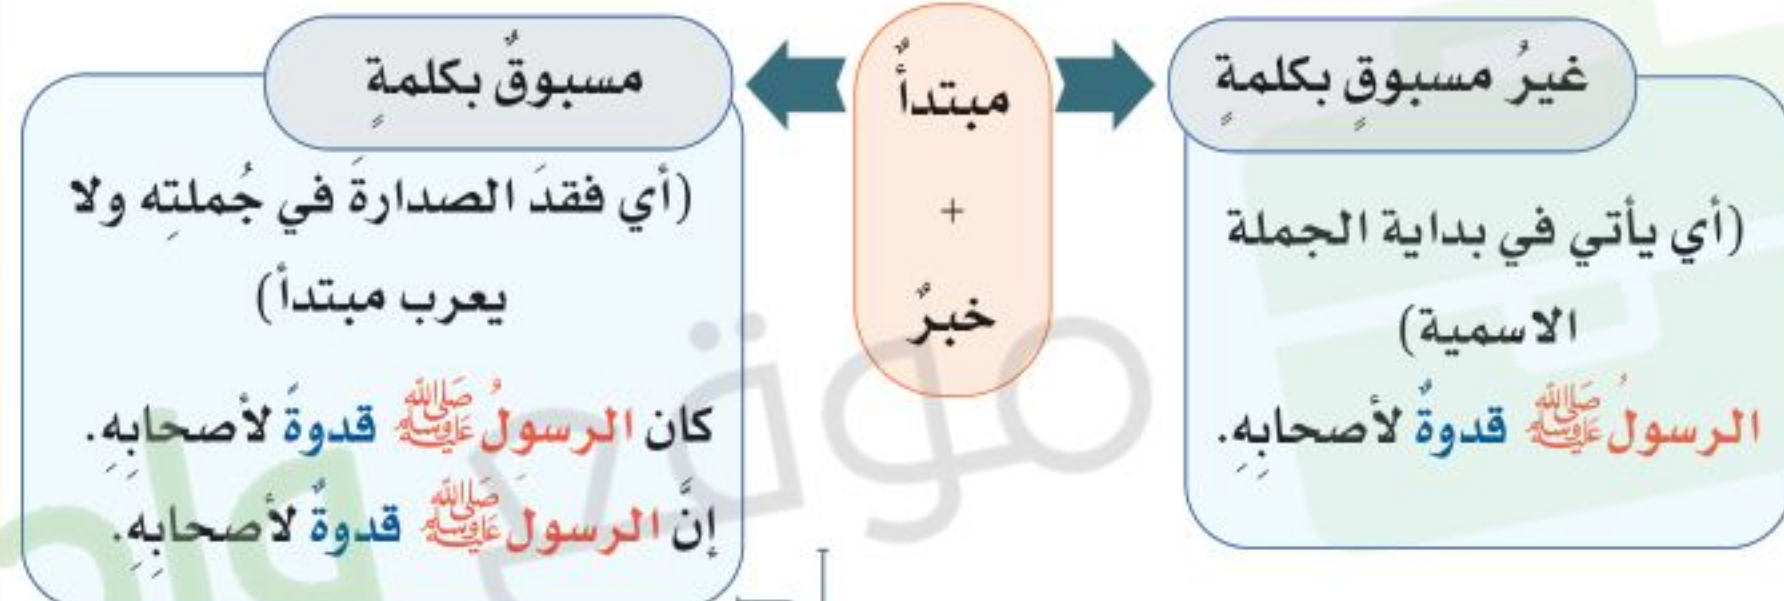 غيرُ مسبوقٍ بكلمةٍ
(أي يأتي في بداية الجملة
الاسمية)
الرسولُ ﷺ قدوةٌ لأصحابِهِ.
مبتدأٌ
+
خبرٌ
مسبوقٌ بكلمةٍ
(أي فقدَ الصدارةَ في جُملتِه ولا
يعرب مبتدأ)
كان الرسولُ ﷺ قدوةً لأصحابِهِ.
إنَّ الرسولَ ﷺ قدوةٌ لأصحابِهِ.
موقع